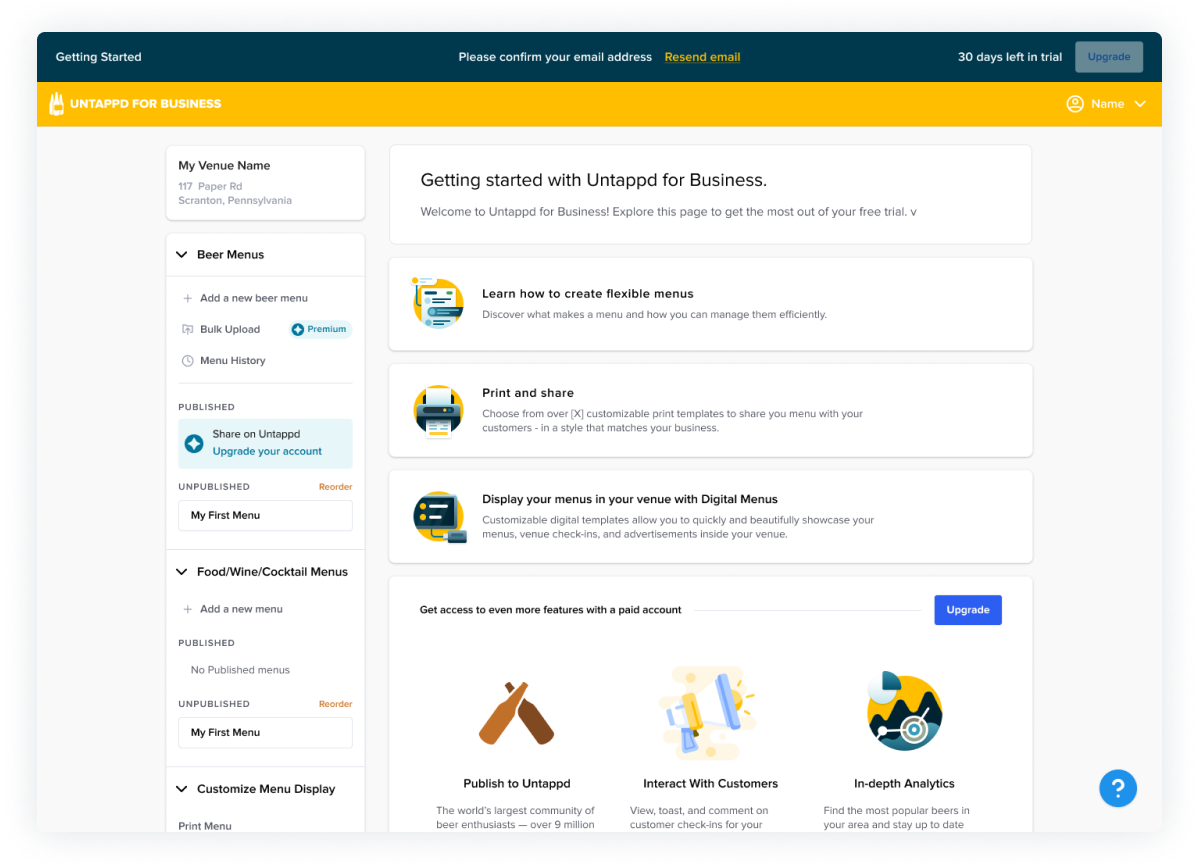 Getting Started
Please confirm your email address Resend email
30 days left in trial Upgrade
UNTAPPD FOR BUSINESS
Name
My Venue Name
117 Paper Rd
Scranton, Pennsylvania
Beer Menus
Add a new beer menu
Bulk Upload Premium
Menu History
PUBLISHED
Share on Untappd
Upgrade your account
UNPUBLISHED Reorder
My First Menu
Food/Wine/Cocktail Menus
Add a new menu
PUBLISHED
No Published menus
UNPUBLISHED Reorder
My First Menu
Customize Menu Display
Print Menu
Getting started with Untappd for Business.
Welcome to Untappd for Business! Explore this page to get the most out of your free trial. v
Learn how to create flexible menus
Discover what makes a menu and how you can manage them efficiently.
Print and share
Choose from over [X] customizable print templates to share you menu with your
customers - in a style that matches your business.
Display your menus in your venue with Digital Menus
Customizable digital templates allow you to quickly and beautifully showcase your
menus, venue check-ins, and advertisements inside your venue.
Get access to even more features with a paid account Upgrade
Publish to Untappd
The world's largest community of
beer enthusiasts — over 9 million
Interact With Customers
View, toast, and comment on
customer check-ins for your
In-depth Analytics
Find the most popular beers in
your area and stay up to date
?